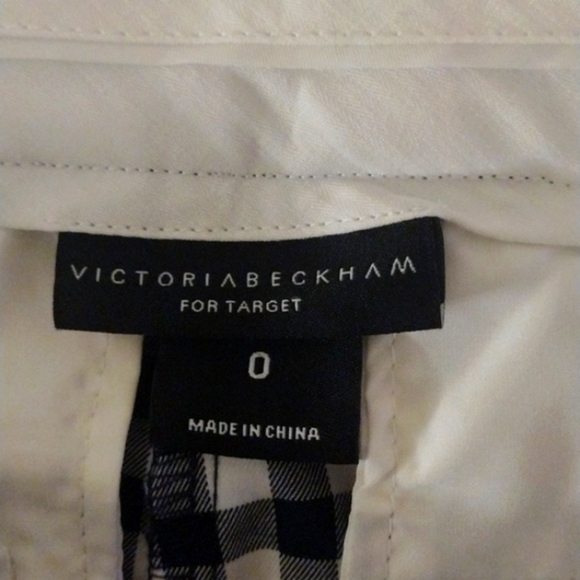 VICTORIABECKHAM
FOR TARGET
0
MADE IN CHINA